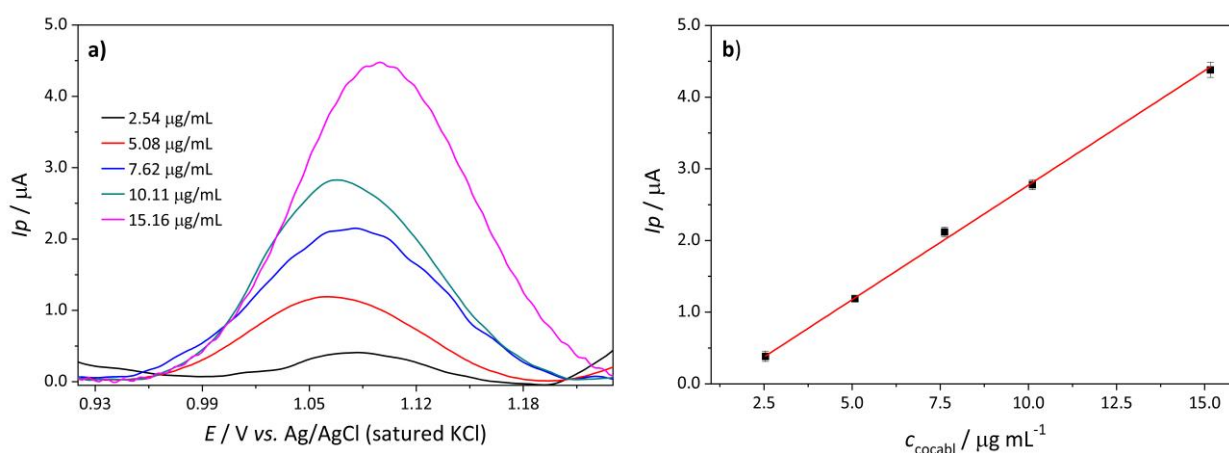 a)
5.0
4.0
3.0
2.0
1.0
0.0
Ip / μA
2.54 μg/mL
5.08 μg/mL
7.62 μg/mL
10.11 μg/mL
15.16 μg/mL
0.93 0.99 1.05 1.12 1.18
E / V vs. Ag/AgCl (satured KCl)
b)
5.0
4.0
3.0
2.0
1.0
0.0
Ip / μA
2.5 5.0 7.5 10.0 12.5 15.0
c_cocabl / μg mL⁻¹